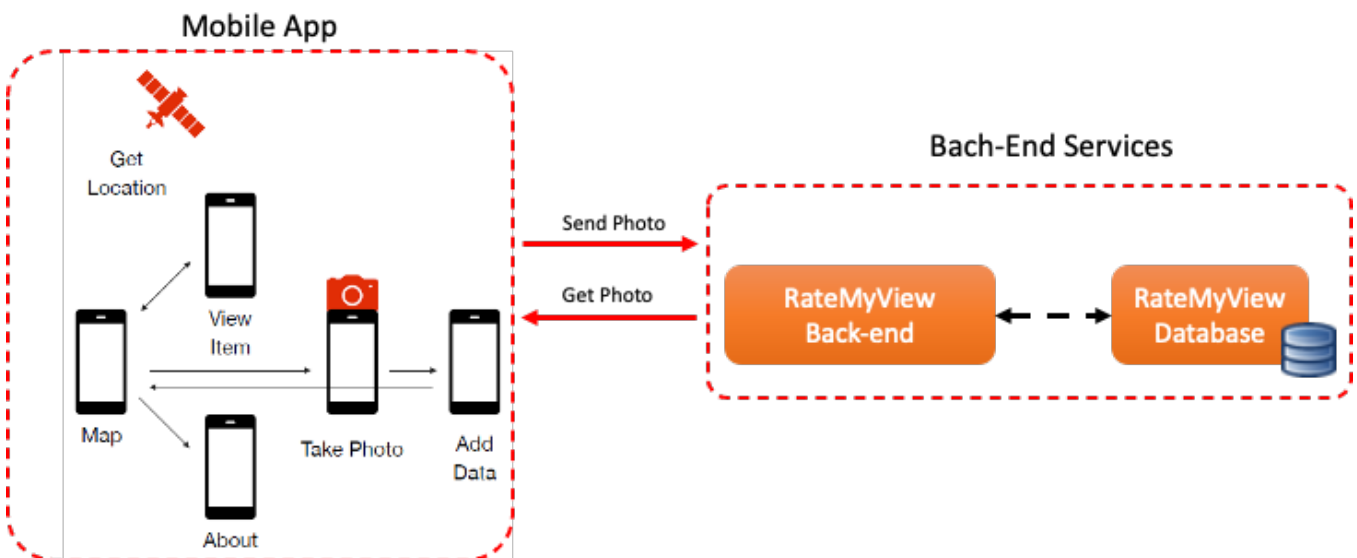 Mobile App
Get
Location
View
Item
Map
Take Photo
Add
Data
About
Send Photo
Get Photo
Bach-End Services
RateMyView
Back-end
RateMyView
Database